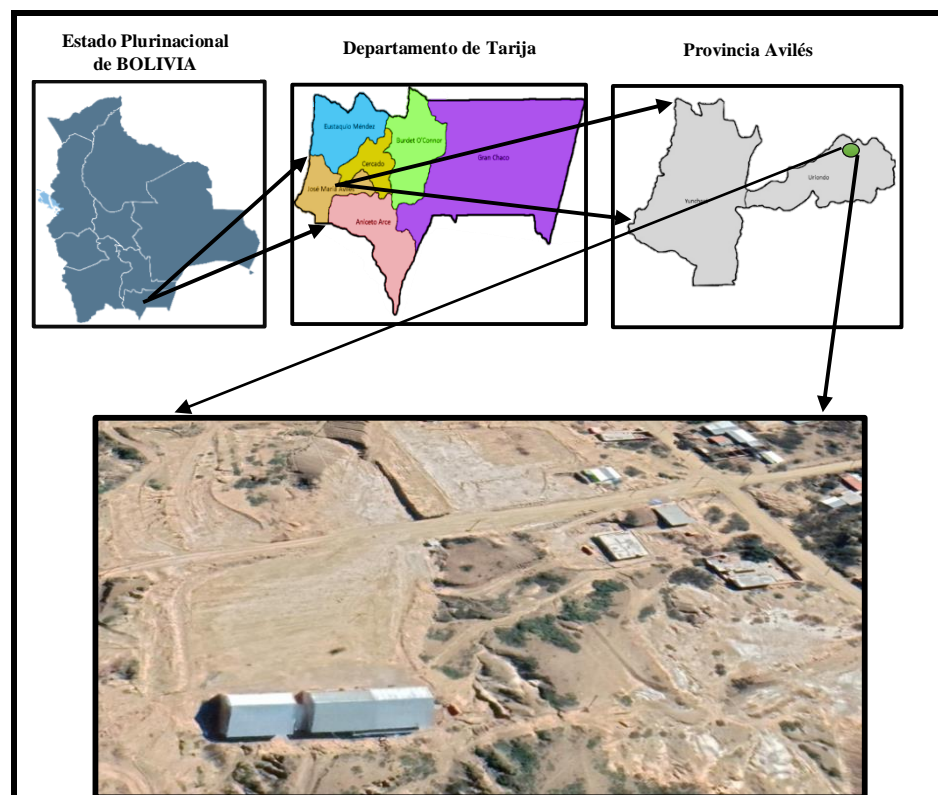 Estado Plurinacional
de BOLIVIA
Departamento de Tarija
Provincia Avilés
Eustaquio Méndez
Burdet O'Connor
Cercado
Gran Chaco
José María Avilés
Aniceto Arce
Uriondo